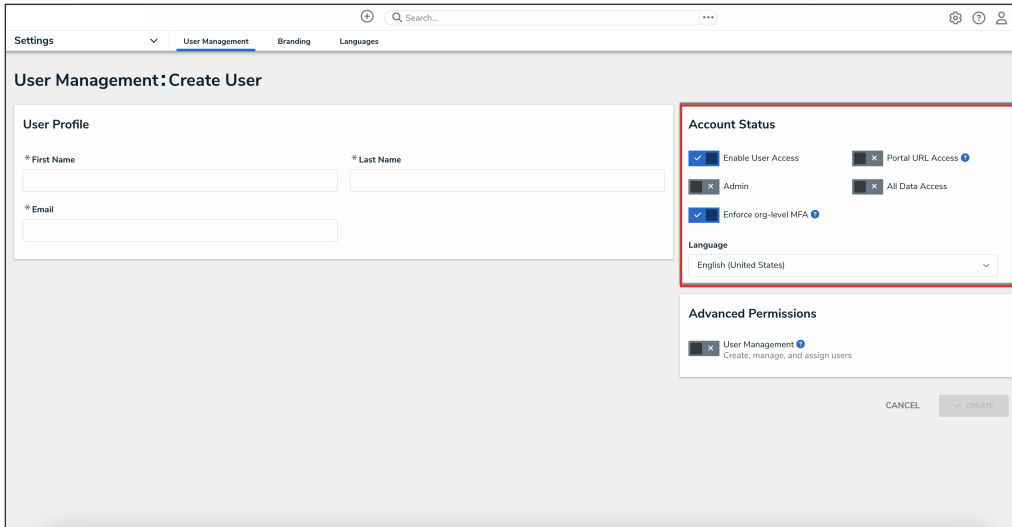 Search...
Settings
User Management
Branding
Languages
User Management:Create User
User Profile
*First Name
*Last Name
*Email
Account Status
Enable User Access
Portal URL Access ?
Admin
All Data Access
Enforce org-level MFA ?
Language
English (United States)
Advanced Permissions
User Management ?
Create, manage, and assign users
CANCEL
CREATE